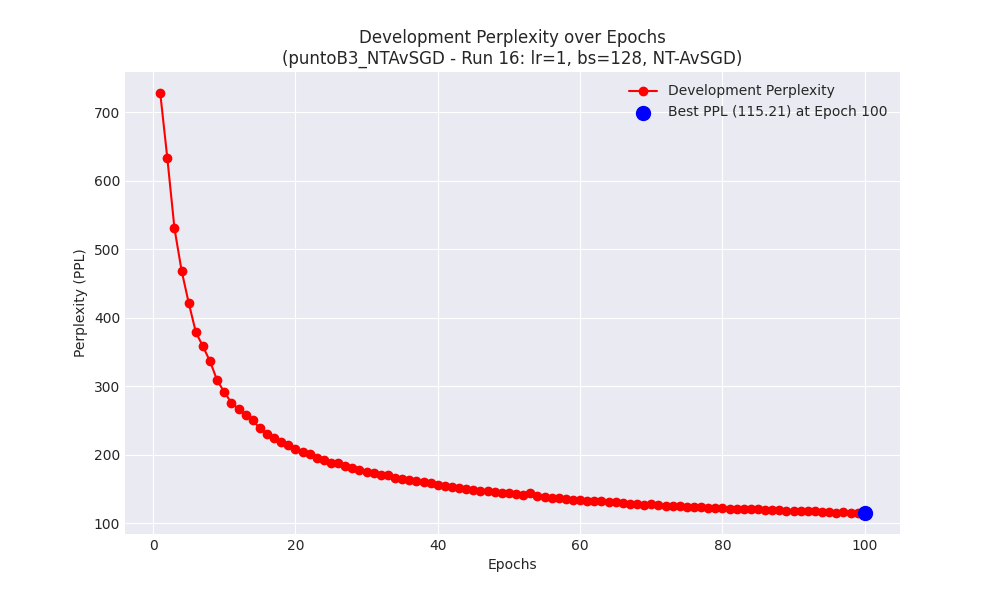 Development Perplexity over Epochs
(puntoB3_NTAvSGD - Run 16: lr=1, bs=128, NT-AvSGD)
Development Perplexity
Best PPL (115.21) at Epoch 100
Perplexity (PPL)
700
600
500
400
300
200
100
0
20
40
60
80
100
Epochs